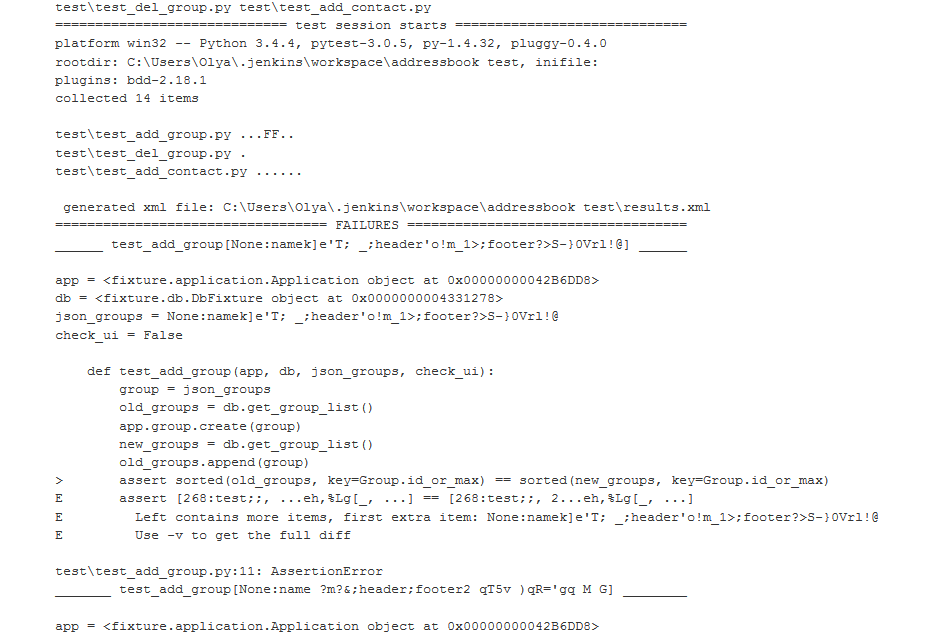 test\test_del_group.py test\test_add_contact.py
============================= test session starts =============================
platform win32 -- Python 3.4.4, pytest-3.0.5, py-1.4.32, pluggy-0.4.0
rootdir: C:\Users\Olya\.jenkins\workspace\addressbook test, inifile:
plugins: bdd-2.18.1
collected 14 items
test\test_add_group.py ...FF..
test\test_del_group.py .
test\test_add_contact.py ......
generated xml file: C:\Users\Olya\.jenkins\workspace\addressbook test\results.xml
================================== FAILURES ===================================
______ test_add_group[None:namek]e'T; _;header'o!m_1>;footer?>S-}0Vrl!@] ______
app = <fixture.application.Application object at 0x00000000042B6DD8>
db = <fixture.db.DbFixture object at 0x0000000004331278>
json_groups = None:namek]e'T; _;header'o!m_1>;footer?>S-}0Vrl!@
check_ui = False
    def test_add_group(app, db, json_groups, check_ui):
        group = json_groups
        old_groups = db.get_group_list()
        app.group.create(group)
        new_groups = db.get_group_list()
        old_groups.append(group)
>       assert sorted(old_groups, key=Group.id_or_max) == sorted(new_groups, key=Group.id_or_max)
E       assert [268:test;;, ...eh,%Lg[_, ...] == [268:test;;, 2...eh,%Lg[_, ...]
E         Left contains more items, first extra item: None:namek]e'T; _;header'o!m_1>;footer?>S-}0Vrl!@
E         Use -v to get the full diff
test\test_add_group.py:11: AssertionError
_______ test_add_group[None:name ?m?&;header;footer2 qT5v )qR='gq M G] ________
app = <fixture.application.Application object at 0x00000000042B6DD8>